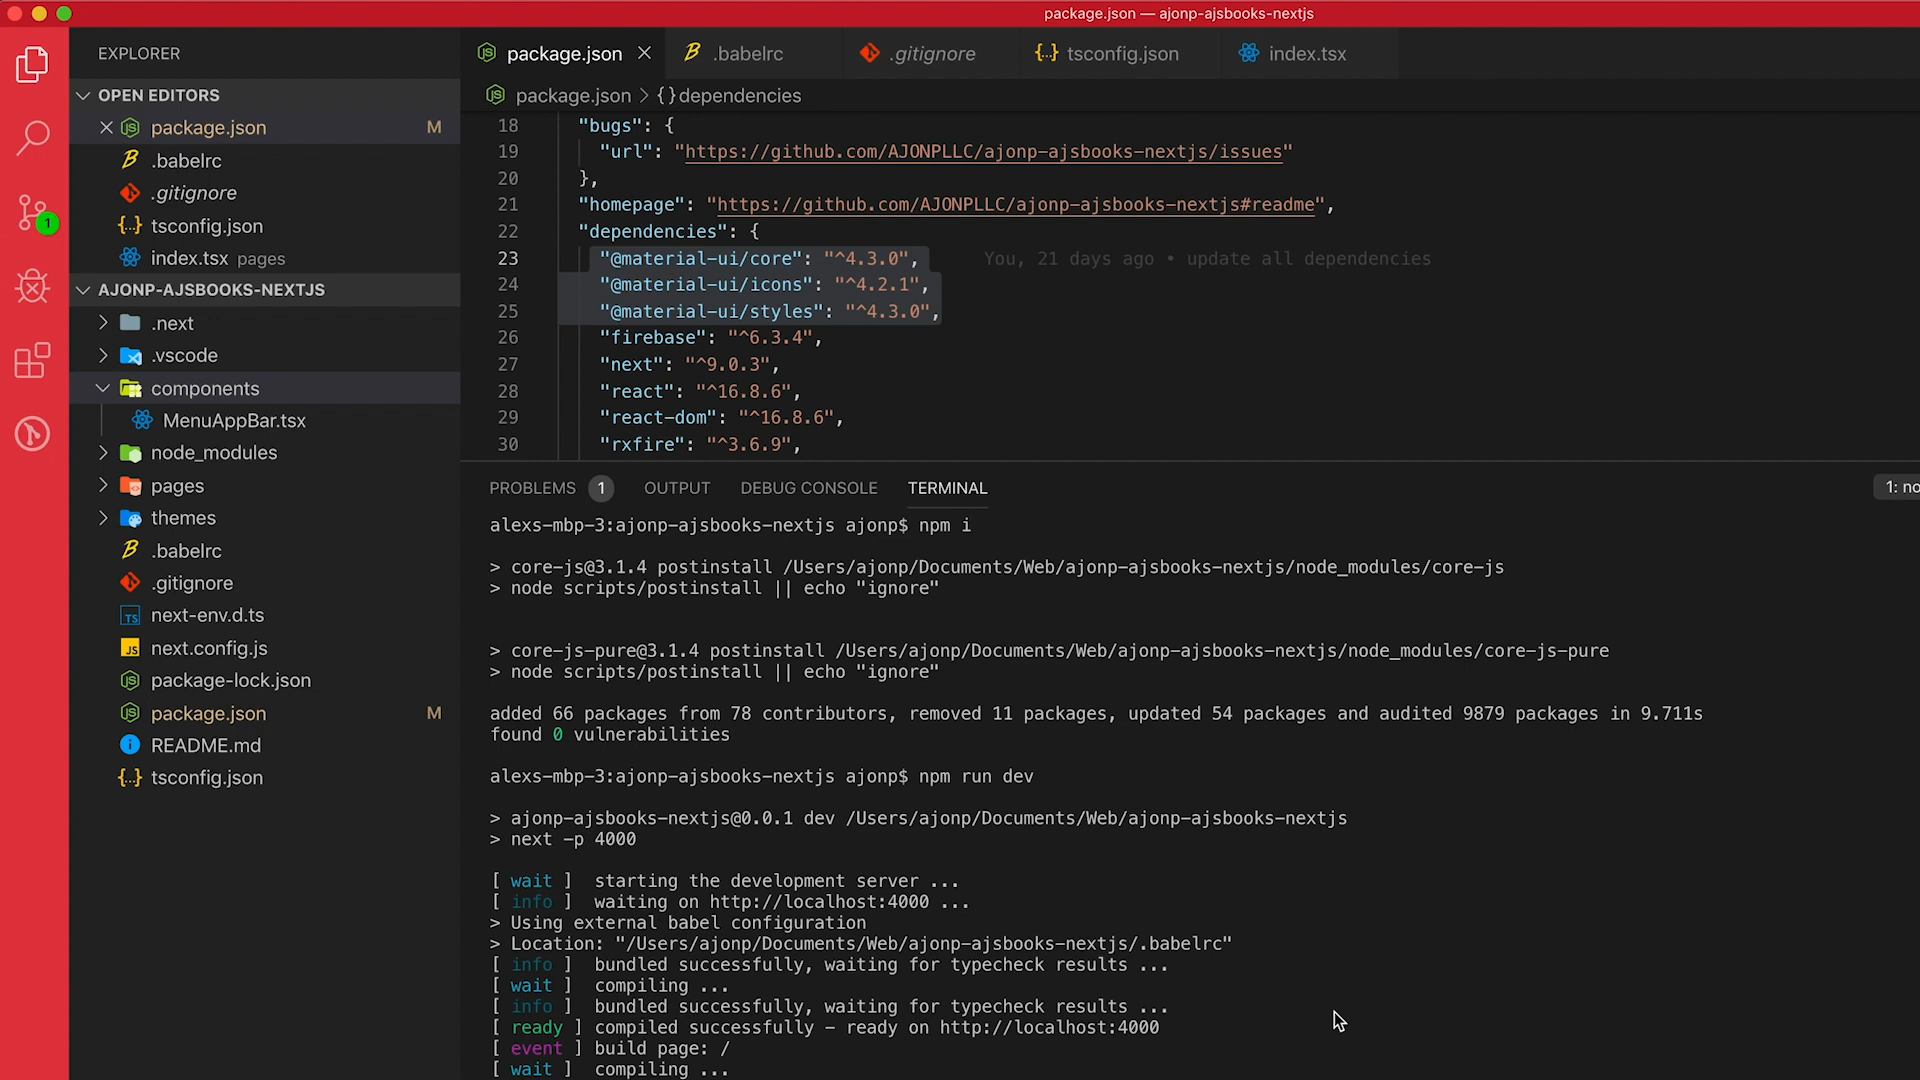 package.json — ajonp-ajsbooks-nextjs
EXPLORER
OPEN EDITORS
package.json M
.babelrc
.gitignore
tsconfig.json
index.tsx pages
AJONP-AJSBOOKS-NEXTJS
.next
.vscode
components
MenuAppBar.tsx
node_modules
pages
themes
.babelrc
.gitignore
next-env.d.ts
next.config.js
package-lock.json
package.json M
README.md
tsconfig.json
1
package.json
.babelrc
.gitignore
tsconfig.json
index.tsx
package.json > {} dependencies
18 "bugs": {
19 "url": "https://github.com/AJONPLLC/ajonp-ajsbooks-nextjs/issues"
20 },
21 "homepage": "https://github.com/AJONPLLC/ajonp-ajsbooks-nextjs#readme",
22 "dependencies": {
23 "@material-ui/core": "^4.3.0", You, 21 days ago • update all dependencies
24 "@material-ui/icons": "^4.2.1",
25 "@material-ui/styles": "^4.3.0",
26 "firebase": "^6.3.4",
27 "next": "^9.0.3",
28 "react": "^16.8.6",
29 "react-dom": "^16.8.6",
30 "rxfire": "^3.6.9",
PROBLEMS 1 OUTPUT DEBUG CONSOLE TERMINAL 1: no
alexs-mbp-3:ajonp-ajsbooks-nextjs ajonp$ npm i
> core-js@3.1.4 postinstall /Users/ajonp/Documents/Web/ajonp-ajsbooks-nextjs/node_modules/core-js
> node scripts/postinstall || echo "ignore"
> core-js-pure@3.1.4 postinstall /Users/ajonp/Documents/Web/ajonp-ajsbooks-nextjs/node_modules/core-js-pure
> node scripts/postinstall || echo "ignore"
added 66 packages from 78 contributors, removed 11 packages, updated 54 packages and audited 9879 packages in 9.711s
found 0 vulnerabilities
alexs-mbp-3:ajonp-ajsbooks-nextjs ajonp$ npm run dev
> ajonp-ajsbooks-nextjs@0.0.1 dev /Users/ajonp/Documents/Web/ajonp-ajsbooks-nextjs
> next -p 4000
[ wait ] starting the development server ...
[ info ] waiting on http://localhost:4000 ...
> Using external babel configuration
> Location: "/Users/ajonp/Documents/Web/ajonp-ajsbooks-nextjs/.babelrc"
[ info ] bundled successfully, waiting for typecheck results ...
[ wait ] compiling ...
[ info ] bundled successfully, waiting for typecheck results ...
[ ready ] compiled successfully - ready on http://localhost:4000
[ event ] build page: /
[ wait ] compiling ...